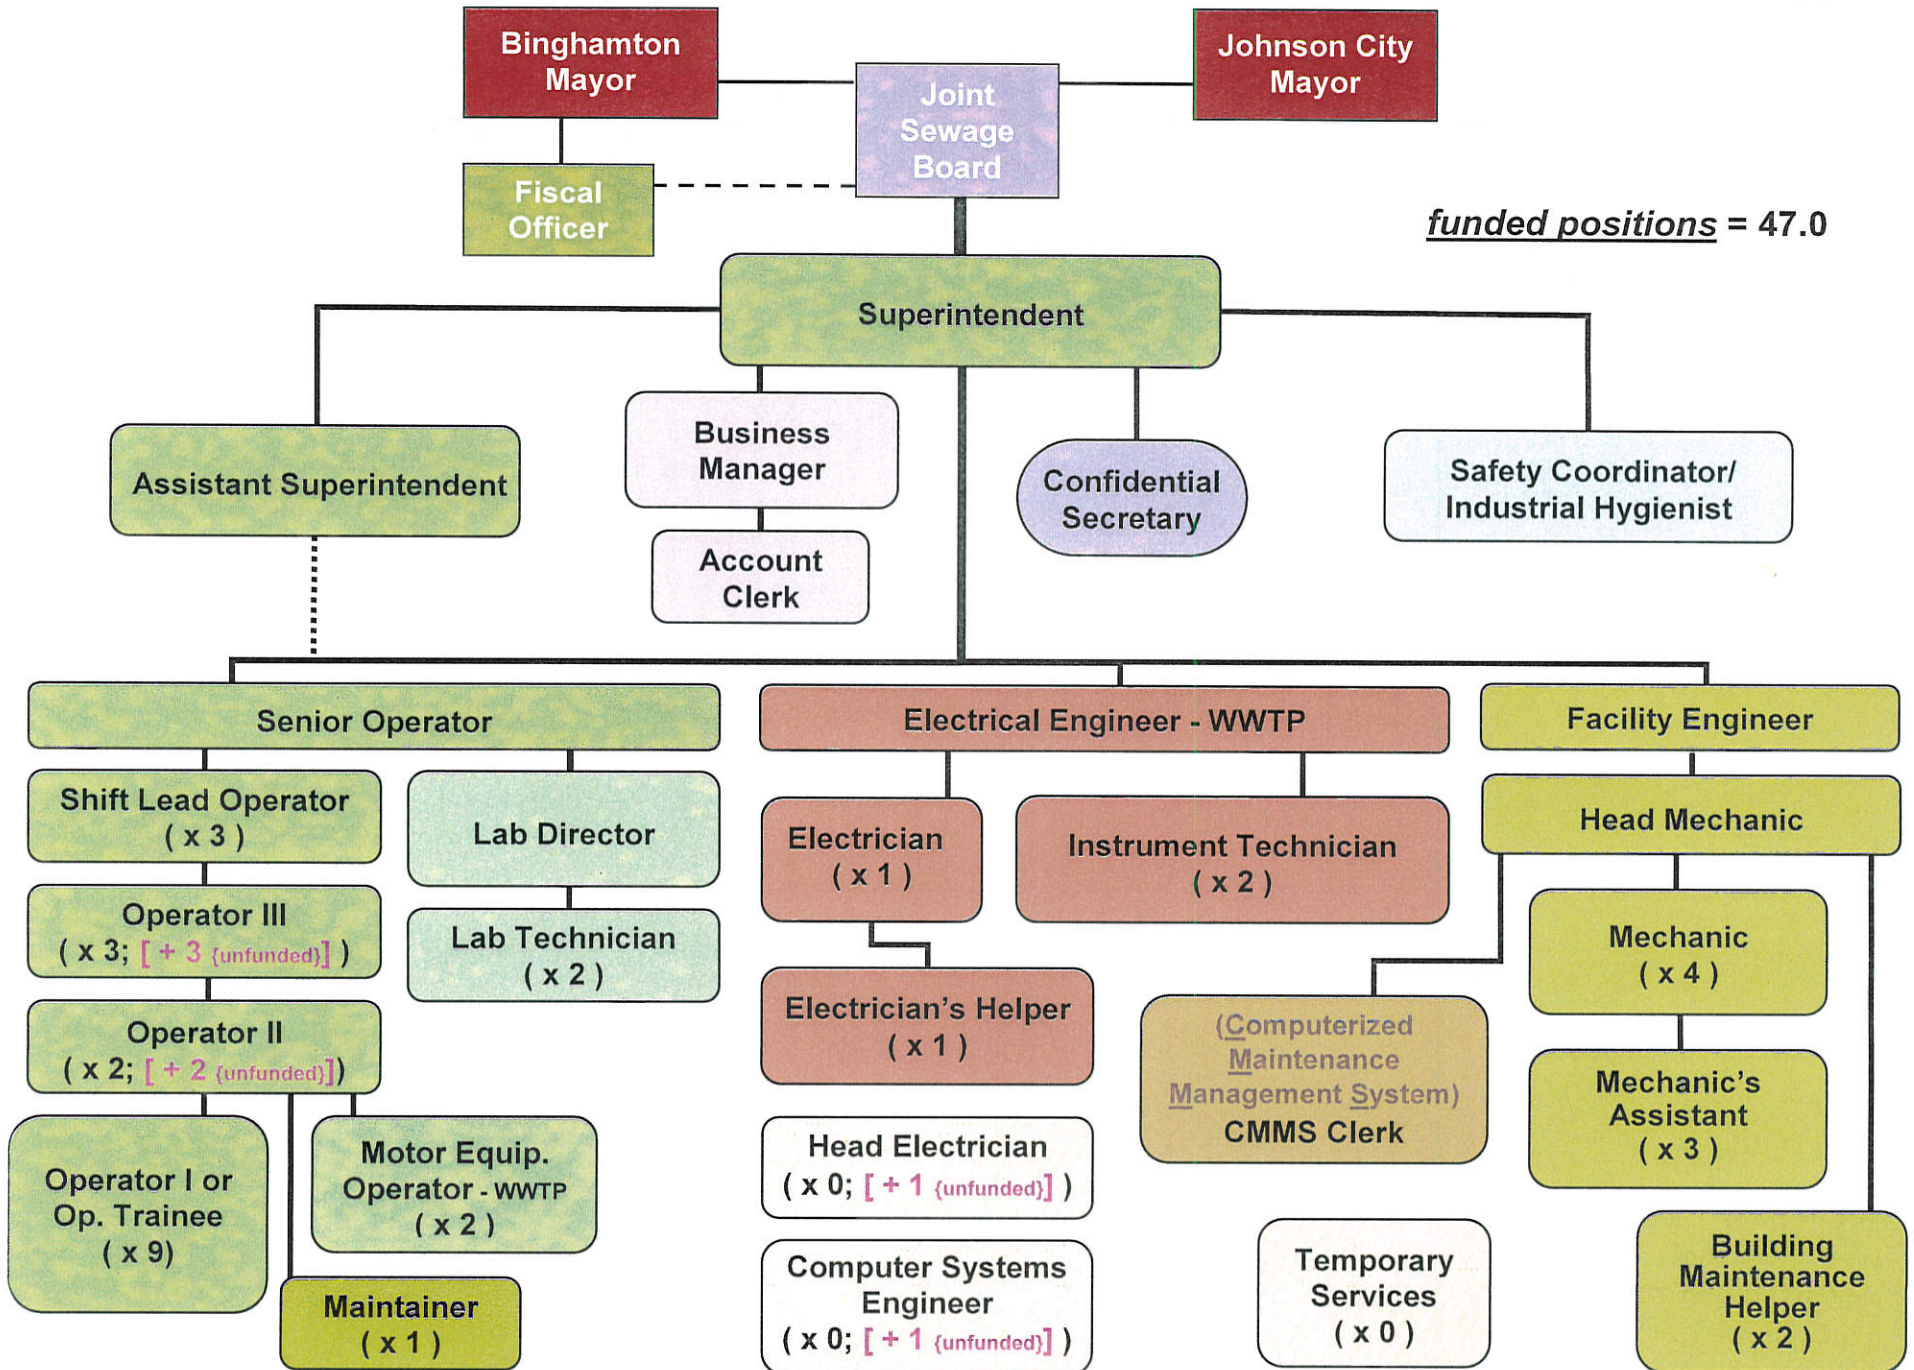 Binghamton
Mayor
Johnson City
Mayor
Joint
Sewage
Board
Fiscal
Officer
funded positions = 47.0
Superintendent
Assistant Superintendent
Business
Manager
Confidential
Secretary
Safety Coordinator/
Industrial Hygienist
Account
Clerk
Senior Operator
Electrical Engineer - WWTP
Facility Engineer
Shift Lead Operator
( x 3 )
Lab Director
Electrician
( x 1 )
Instrument Technician
( x 2 )
Head Mechanic
Operator III
( x 3; [ + 3 {unfunded}] )
Lab Technician
( x 2 )
Mechanic
( x 4 )
Operator II
( x 2; [ + 2 {unfunded}])
Electrician's Helper
( x 1 )
(Computerized
Maintenance
Management System)
CMMS Clerk
Mechanic's
Assistant
( x 3 )
Operator I or
Op. Trainee
( x 9)
Motor Equip.
Operator - WWTP
( x 2 )
Head Electrician
( x 0; [ + 1 {unfunded}] )
Maintainer
( x 1 )
Computer Systems
Engineer
( x 0; [ + 1 {unfunded}] )
Temporary
Services
( x 0 )
Building
Maintenance
Helper
( x 2 )